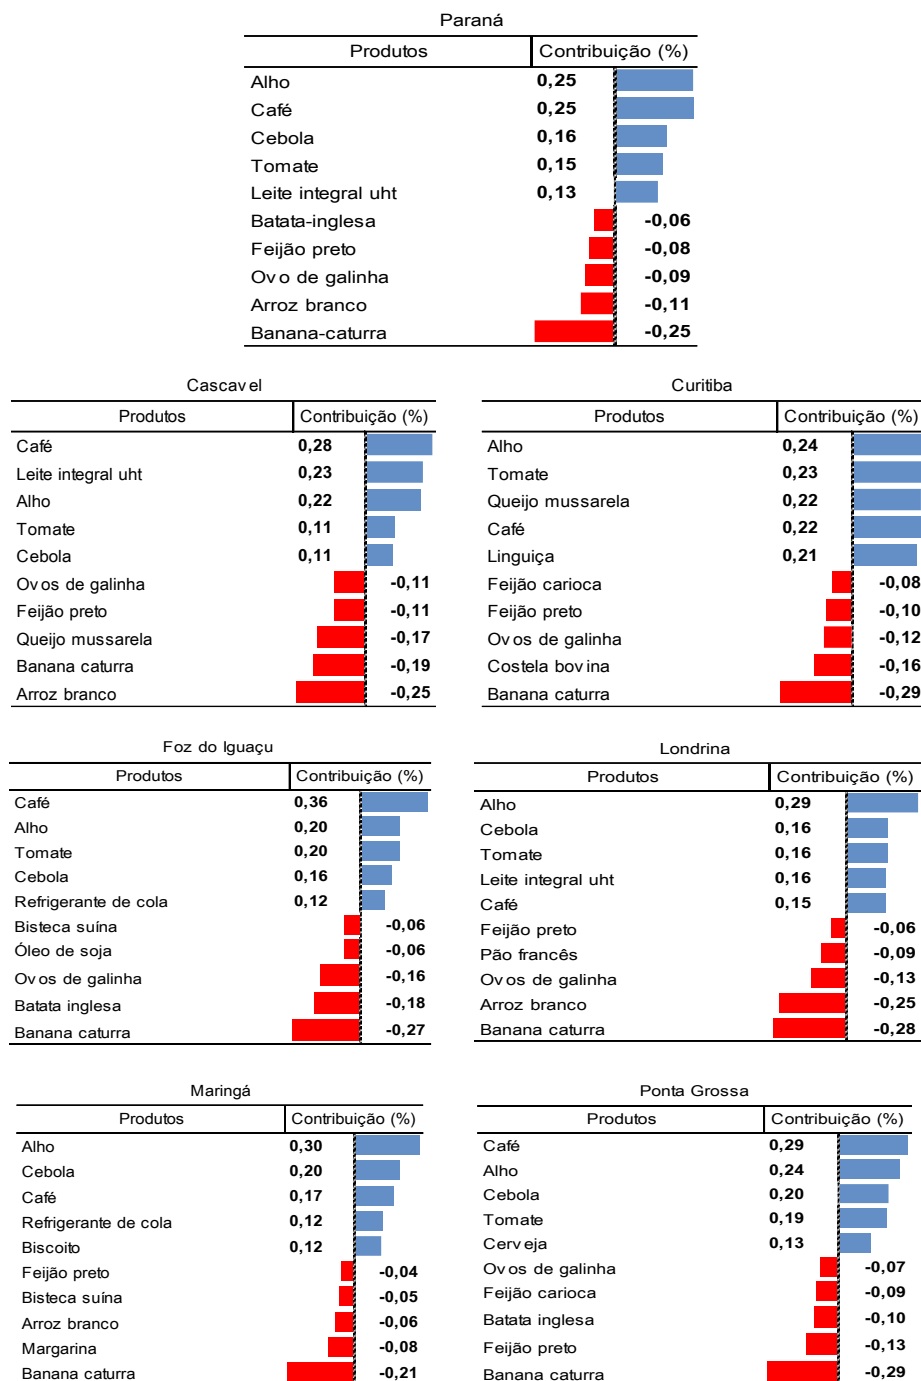 Paraná
Produtos Contribuição (%)
Alho 0,25
Café 0,25
Cebola 0,16
Tomate 0,15
Leite integral uht 0,13
Batata-inglesa -0,06
Feijão preto -0,08
Ovo de galinha -0,09
Arroz branco -0,11
Banana-caturra -0,25
Cascavel
Produtos Contribuição (%)
Café 0,28
Leite integral uht 0,23
Alho 0,22
Tomate 0,11
Cebola 0,11
Ovos de galinha -0,11
Feijão preto -0,11
Queijo mussarela -0,17
Banana caturra -0,19
Arroz branco -0,25
Curitiba
Produtos Contribuição (%)
Alho 0,24
Tomate 0,23
Queijo mussarela 0,22
Café 0,22
Linguiça 0,21
Feijão carioca -0,08
Feijão preto -0,10
Ovos de galinha -0,12
Costela bovina -0,16
Banana caturra -0,29
Foz do Iguaçu
Produtos Contribuição (%)
Café 0,36
Alho 0,20
Tomate 0,20
Cebola 0,16
Refrigerante de cola 0,12
Bisteca suína -0,06
Óleo de soja -0,06
Ovos de galinha -0,16
Batata inglesa -0,18
Banana caturra -0,27
Londrina
Produtos Contribuição (%)
Alho 0,29
Cebola 0,16
Tomate 0,16
Leite integral uht 0,16
Café 0,15
Feijão preto -0,06
Pão francês -0,09
Ovos de galinha -0,13
Arroz branco -0,25
Banana caturra -0,28
Maringá
Produtos Contribuição (%)
Alho 0,30
Cebola 0,20
Café 0,17
Refrigerante de cola 0,12
Biscoito 0,12
Feijão preto -0,04
Bisteca suína -0,05
Arroz branco -0,06
Margarina -0,08
Banana caturra -0,21
Ponta Grossa
Produtos Contribuição (%)
Café 0,29
Alho 0,24
Cebola 0,20
Tomate 0,19
Cerveja 0,13
Ovos de galinha -0,07
Feijão carioca -0,09
Batata inglesa -0,10
Feijão preto -0,13
Banana caturra -0,29